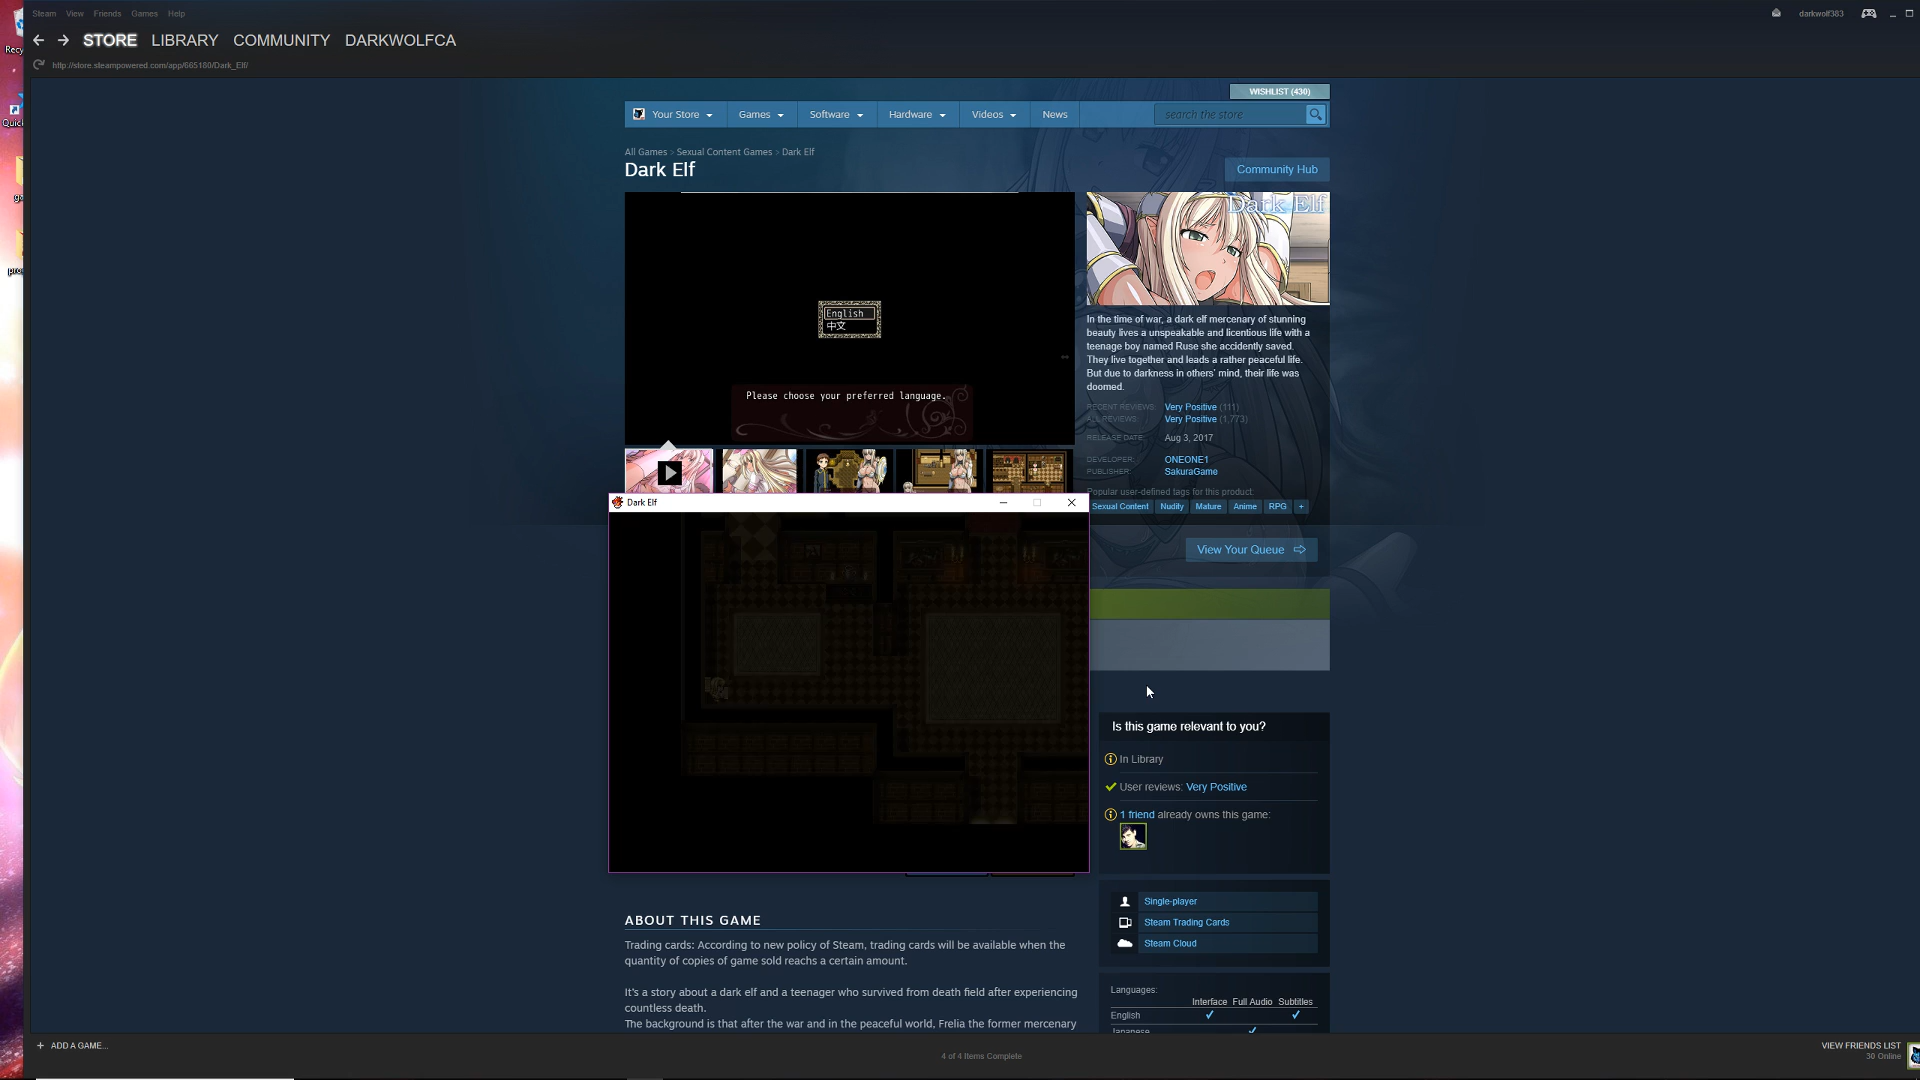 Steam View Friends Games Help
darkwolf383
STORE LIBRARY COMMUNITY DARKWOLFCA
http://store.steampowered.com/app/665180/Dark_Elf/
WISHLIST (430)
Your Store Games Software Hardware Videos News
search the store
All Games > Sexual Content Games > Dark Elf
Dark Elf
Community Hub
English
中文
Please choose your preferred language.
Dark Elf
In the time of war, a dark elf mercenary of stunning
beauty lives a unspeakable and licentious life with a
teenage boy named Ruse she accidently saved.
They live together and leads a rather peaceful life.
But due to darkness in others' mind, their life was
doomed.
RECENT REVIEWS: Very Positive (111)
ALL REVIEWS: Very Positive (1,773)
RELEASE DATE: Aug 3, 2017
DEVELOPER: ONEONE1
PUBLISHER: SakuraGame
Popular user-defined tags for this product:
Sexual Content Nudity Mature Anime RPG +
View Your Queue
Dark Elf
Is this game relevant to you?
In Library
User reviews: Very Positive
1 friend already owns this game:
Single-player
Steam Trading Cards
Steam Cloud
Languages:
Interface Full Audio Subtitles
English
Japanese
ABOUT THIS GAME
Trading cards: According to new policy of Steam, trading cards will be available when the
quantity of copies of game sold reachs a certain amount.
It's a story about a dark elf and a teenager who survived from death field after experiencing
countless death.
The background is that after the war and in the peaceful world, Frelia the former mercenary
+ ADD A GAME...
4 of 4 Items Complete
VIEW FRIENDS LIST
30 Online